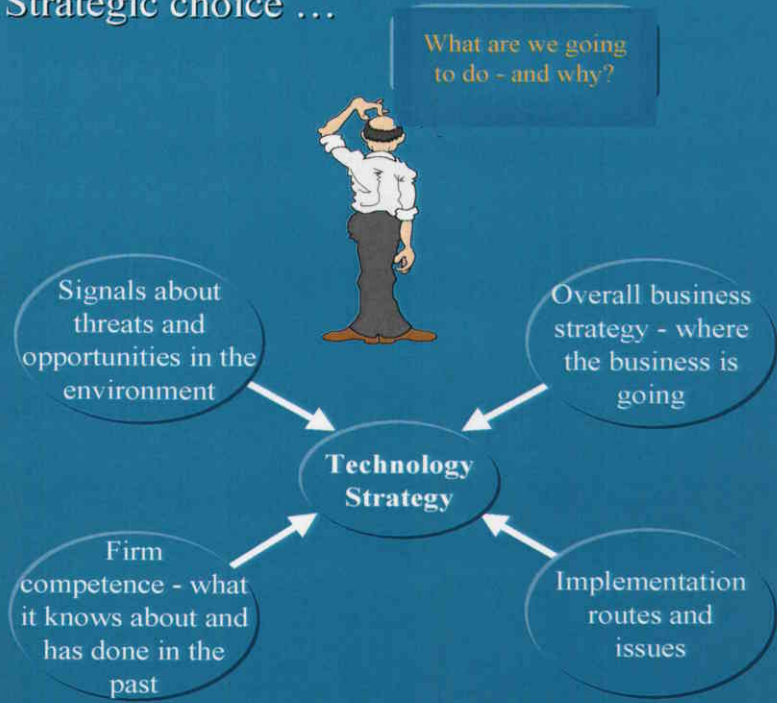 Strategic choice ...
What are we going
to do - and why?
Signals about
threats and
opportunities in the
environment
Overall business
strategy - where
the business is
going
Technology
Strategy
Firm
competence - what
it knows about and
has done in the
past
Implementation
routes and
issues